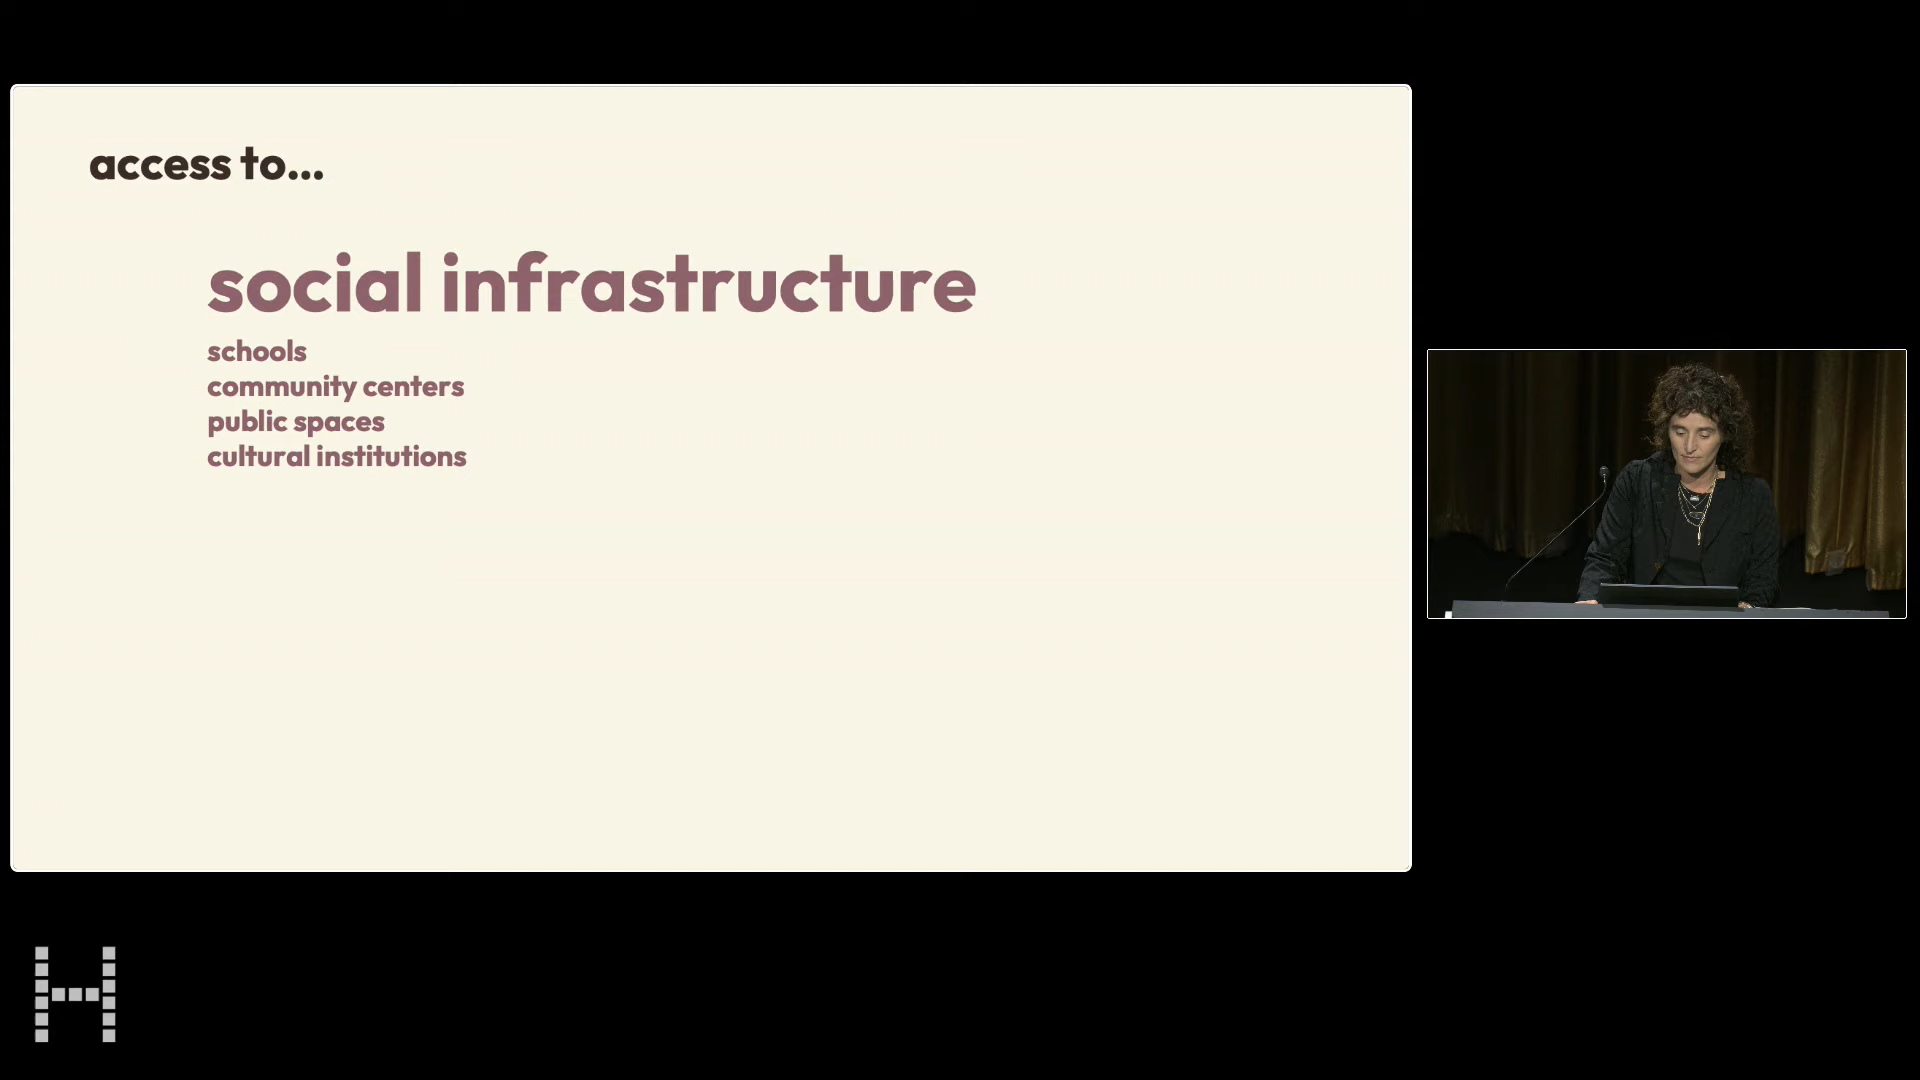 access to...
social infrastructure
schools
community centers
public spaces
cultural institutions
H